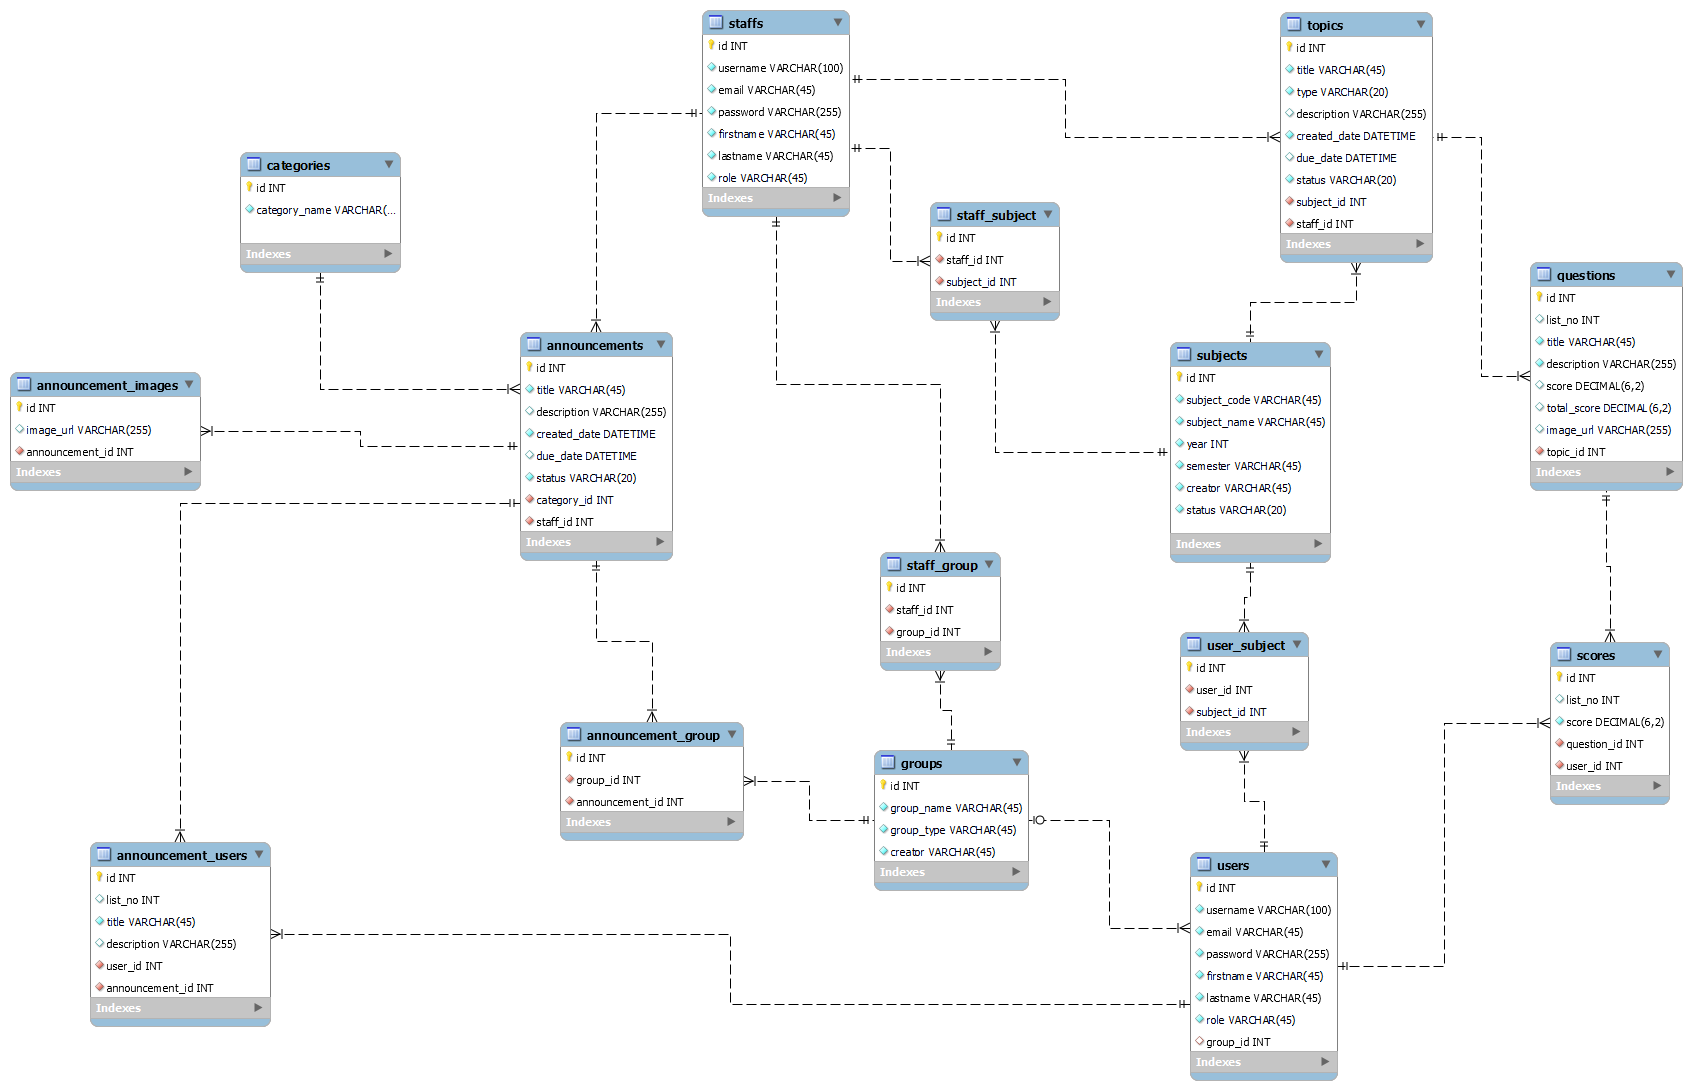 staffs
id INT
username VARCHAR(100)
email VARCHAR(45)
password VARCHAR(255)
firstname VARCHAR(45)
lastname VARCHAR(45)
role VARCHAR(45)
Indexes
topics
id INT
title VARCHAR(45)
type VARCHAR(20)
description VARCHAR(255)
created_date DATETIME
due_date DATETIME
status VARCHAR(20)
subject_id INT
staff_id INT
Indexes
categories
id INT
category_name VARCHAR(...
Indexes
staff_subject
id INT
staff_id INT
subject_id INT
Indexes
questions
id INT
list_no INT
title VARCHAR(45)
description VARCHAR(255)
score DECIMAL(6,2)
total_score DECIMAL(6,2)
image_url VARCHAR(255)
topic_id INT
Indexes
announcements
id INT
title VARCHAR(45)
description VARCHAR(255)
created_date DATETIME
due_date DATETIME
status VARCHAR(20)
category_id INT
staff_id INT
Indexes
subjects
id INT
subject_code VARCHAR(45)
subject_name VARCHAR(45)
year INT
semester VARCHAR(45)
creator VARCHAR(45)
status VARCHAR(20)
Indexes
announcement_images
id INT
image_url VARCHAR(255)
announcement_id INT
Indexes
staff_group
id INT
staff_id INT
group_id INT
Indexes
user_subject
id INT
user_id INT
subject_id INT
Indexes
scores
id INT
list_no INT
score DECIMAL(6,2)
question_id INT
user_id INT
Indexes
announcement_group
id INT
group_id INT
announcement_id INT
Indexes
groups
id INT
group_name VARCHAR(45)
group_type VARCHAR(45)
creator VARCHAR(45)
Indexes
announcement_users
id INT
list_no INT
title VARCHAR(45)
description VARCHAR(255)
user_id INT
announcement_id INT
Indexes
users
id INT
username VARCHAR(100)
email VARCHAR(45)
password VARCHAR(255)
firstname VARCHAR(45)
lastname VARCHAR(45)
role VARCHAR(45)
group_id INT
Indexes